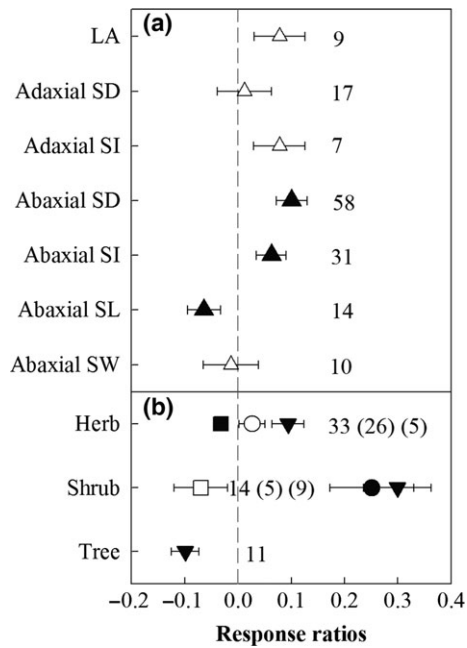 (a)
LA 9
Adaxial SD 17
Adaxial SI 7
Abaxial SD 58
Abaxial SI 31
Abaxial SL 14
Abaxial SW 10
(b)
Herb 33 (26) (5)
Shrub 14 (5) (9)
Tree 11
−0.2 −0.1 0.0 0.1 0.2 0.3 0.4
Response ratios